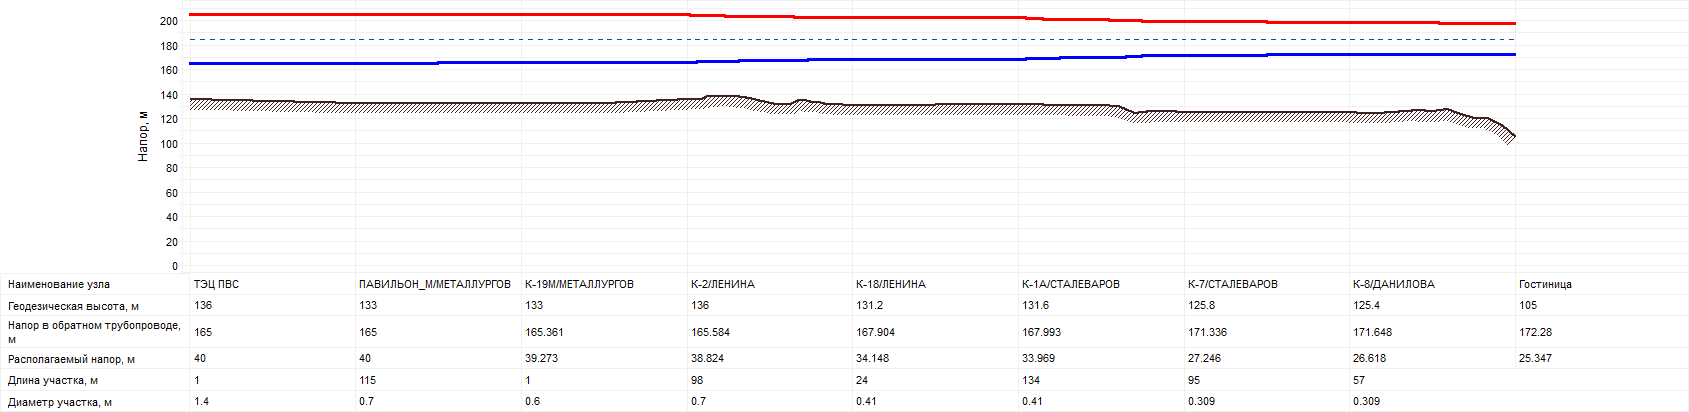 200
180
160
140
120
100
80
60
40
20
0
Напор, м
Наименование узла ТЭЦ ПВС ПАВИЛЬОН_М/МЕТАЛЛУРГОВ К-19М/МЕТАЛЛУРГОВ К-2/ЛЕНИНА К-18/ЛЕНИНА К-1А/СТАЛЕВАРОВ К-7/СТАЛЕВАРОВ К-8/ДАНИЛОВА Гостиница
Геодезическая высота, м 136 133 133 136 131.2 131.6 125.8 125.4 105
Напор в обратном трубопроводе,
м 165 165 165.361 165.584 167.904 167.993 171.336 171.648 172.28
Располагаемый напор, м 40 40 39.273 38.824 34.148 33.969 27.246 26.618 25.347
Длина участка, м 1 115 1 98 24 134 95 57
Диаметр участка, м 1.4 0.7 0.6 0.7 0.41 0.41 0.309 0.309